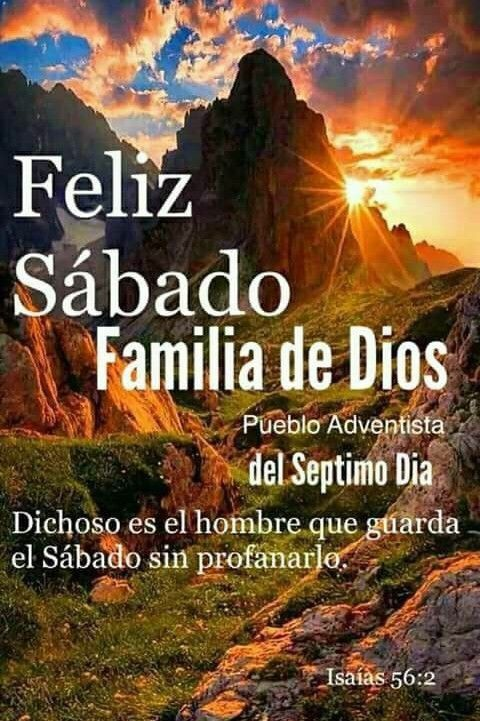 Feliz
Sábado
Familia de Dios
Pueblo Adventista
del Septimo Dia
Dichoso es el hombre que guarda
el Sábado sin profanarlo.
Isaías 56:2